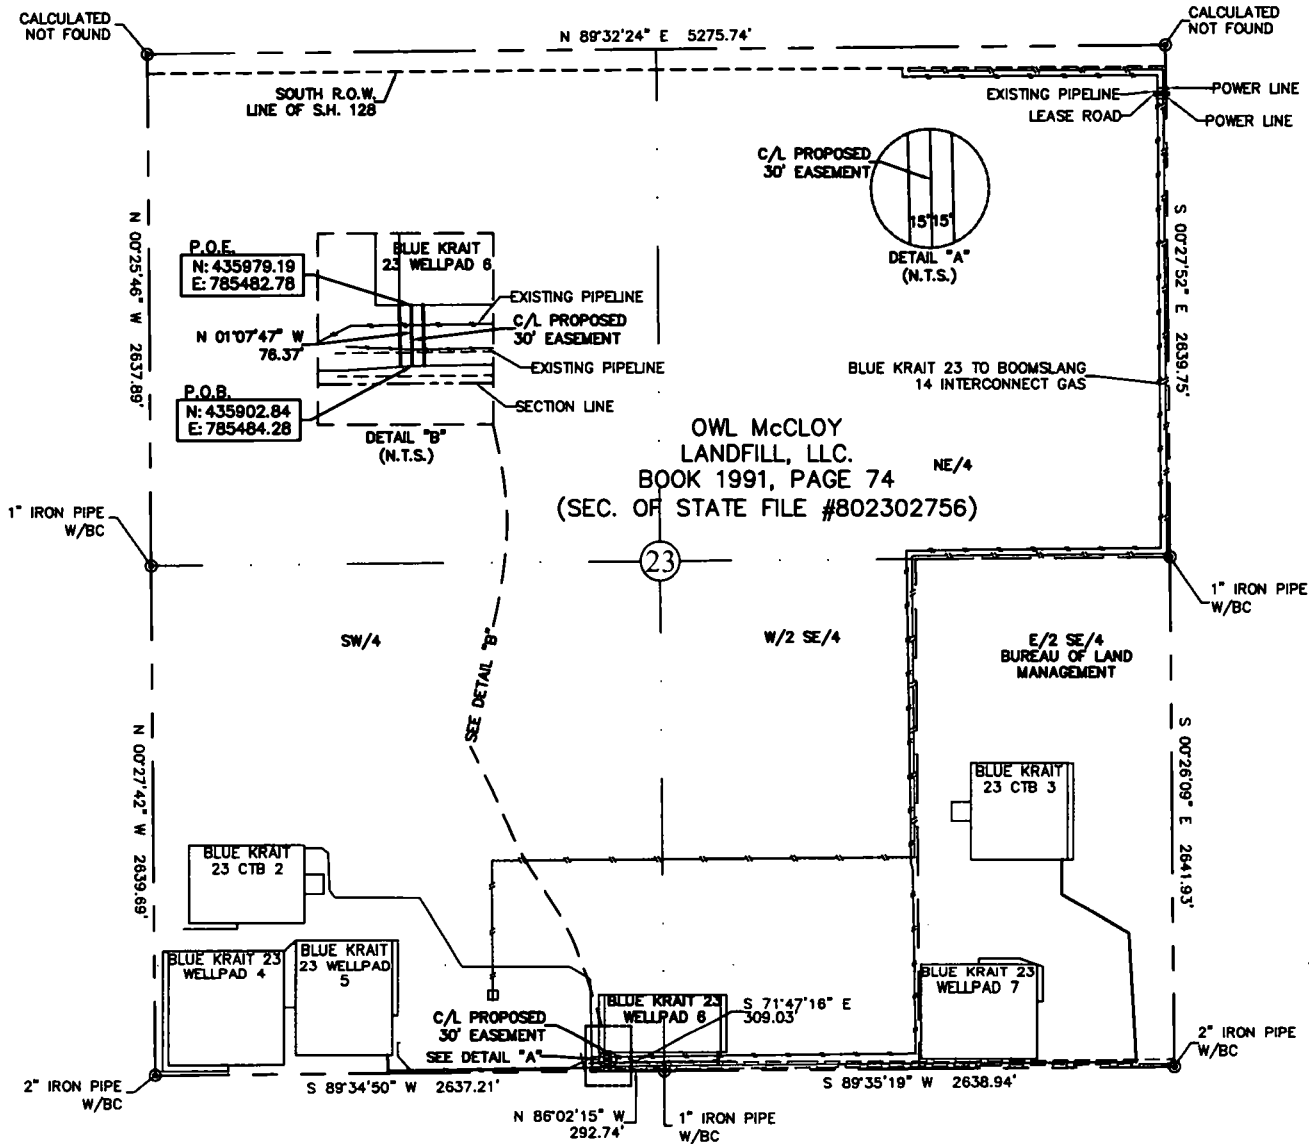 CALCULATED
NOT FOUND
N 89°32'24" E 5275.74'
CALCULATED
NOT FOUND
SOUTH R.O.W.
LINE OF S.H. 128
EXISTING PIPELINE
LEASE ROAD
POWER LINE
POWER LINE
C/L PROPOSED
30' EASEMENT
15'15'
DETAIL "A"
(N.T.S.)
N 00°25'46" W 2637.89'
S 00°27'52" E 2639.75'
P.O.E.
N: 435979.19
E: 785482.78
BLUE KRAIT
23 WELLPAD 6
EXISTING PIPELINE
N 01°07'47" W
76.37'
C/L PROPOSED
30' EASEMENT
EXISTING PIPELINE
P.O.B.
N: 435902.84
E: 785484.28
SECTION LINE
DETAIL "B"
(N.T.S.)
BLUE KRAIT 23 TO BOOMSLANG
14 INTERCONNECT GAS
OWL McCLOY
LANDFILL, LLC.
BOOK 1991, PAGE 74
(SEC. OF STATE FILE #802302756)
NE/4
1" IRON PIPE
W/BC
23
1" IRON PIPE
W/BC
SW/4
SEE DETAIL "B"
W/2 SE/4
E/2 SE/4
BUREAU OF LAND
MANAGEMENT
N 00°27'42" W 2639.69'
S 00°26'09" E 2641.93'
BLUE KRAIT
23 CTB 3
BLUE KRAIT
23 CTB 2
BLUE KRAIT 23
WELLPAD 4
BLUE KRAIT
23 WELLPAD
5
BLUE KRAIT 23
WELLPAD 6
S 71°47'16" E
309.03'
BLUE KRAIT 23
WELLPAD 7
C/L PROPOSED
30' EASEMENT
SEE DETAIL "A"
2" IRON PIPE
W/BC
S 89°34'50" W 2637.21'
S 89°35'19" W 2638.94'
2" IRON PIPE
W/BC
N 86°02'15" W
292.74'
1" IRON PIPE
W/BC